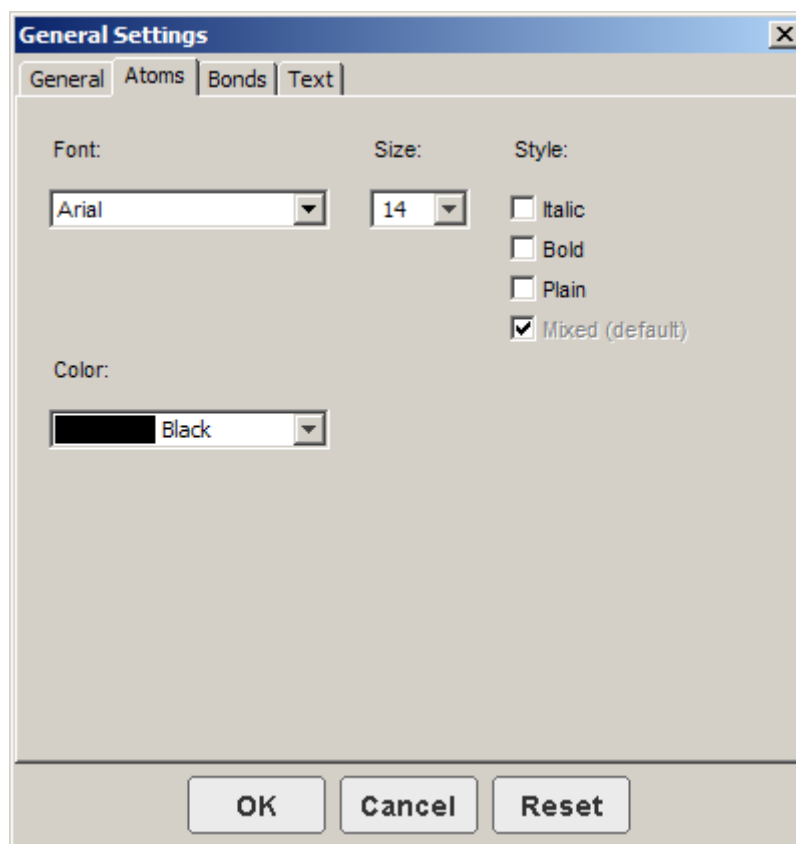 General Settings
General Atoms Bonds Text
Font: Size: Style:
Arial 14 Italic
Bold
Plain
Mixed (default)
Color:
Black
OK Cancel Reset